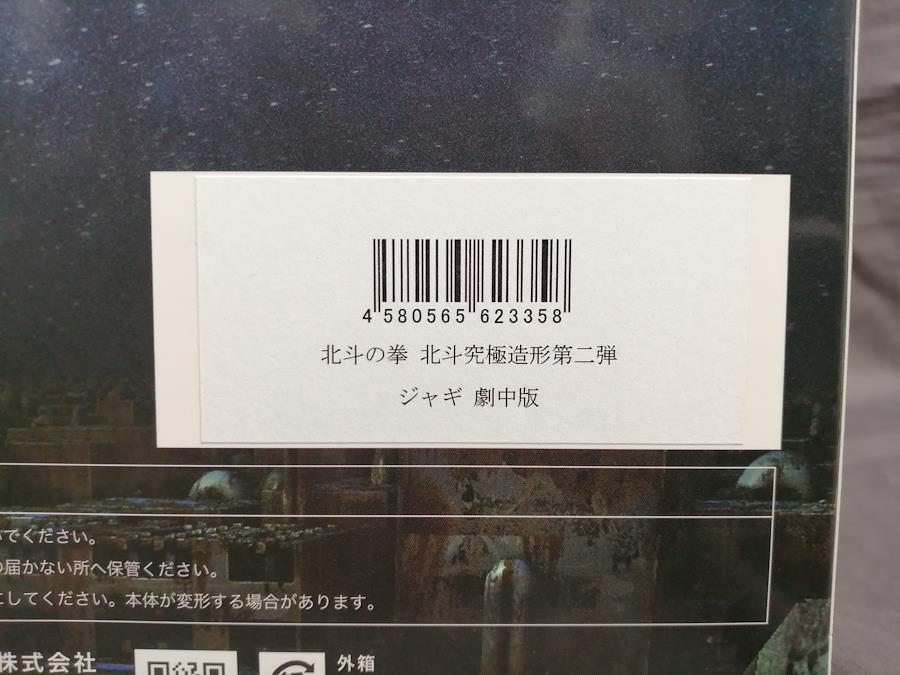 4 580565 623358
北斗の拳 北斗究極造形第二弾
ジャギ 劇中版
でください。
届かない所へ保管ください。
してください。本体が変形する場合があります。
株式会社
外箱